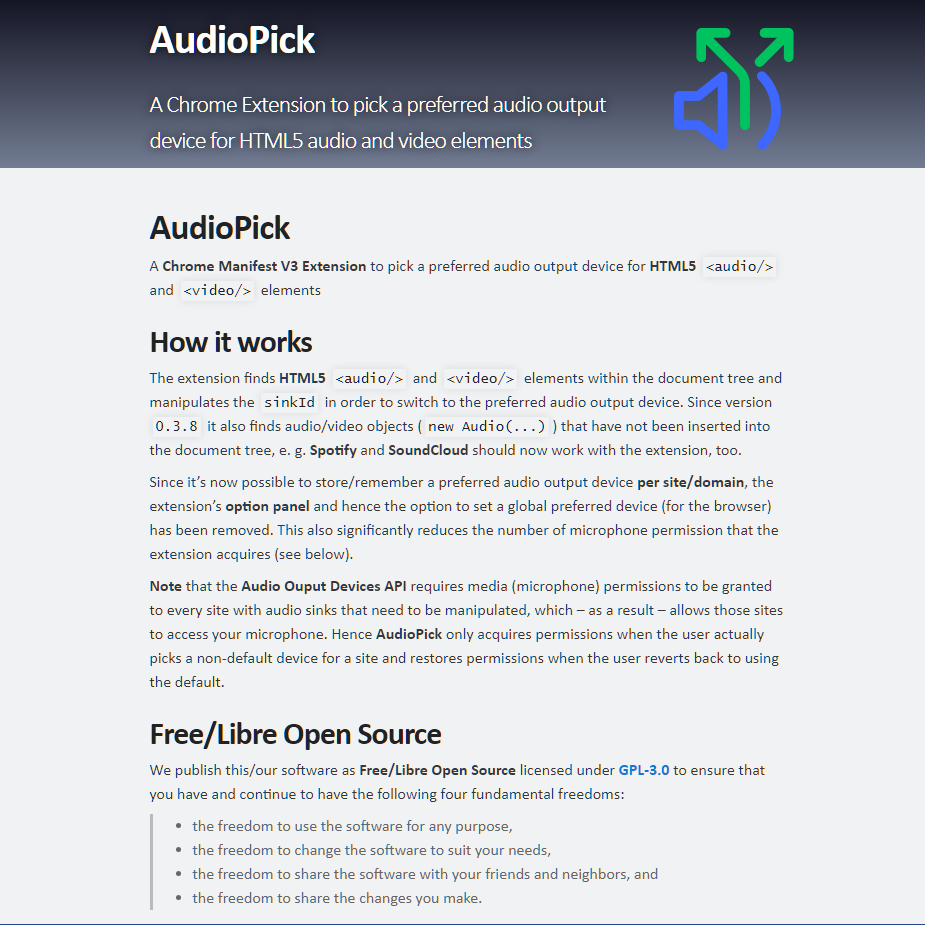 AudioPick
A Chrome Extension to pick a preferred audio output
device for HTML5 audio and video elements
AudioPick
A Chrome Manifest V3 Extension to pick a preferred audio output device for HTML5 <audio/>
and <video/> elements
How it works
The extension finds HTML5 <audio/> and <video/> elements within the document tree and
manipulates the sinkId in order to switch to the preferred audio output device. Since version
0.3.8 it also finds audio/video objects ( new Audio(...) ) that have not been inserted into
the document tree, e. g. Spotify and SoundCloud should now work with the extension, too.
Since it’s now possible to store/remember a preferred audio output device per site/domain, the
extension’s option panel and hence the option to set a global preferred device (for the browser)
has been removed. This also significantly reduces the number of microphone permission that the
extension acquires (see below).
Note that the Audio Ouput Devices API requires media (microphone) permissions to be granted
to every site with audio sinks that need to be manipulated, which – as a result – allows those sites
to access your microphone. Hence AudioPick only acquires permissions when the user actually
picks a non-default device for a site and restores permissions when the user reverts back to using
the default.
Free/Libre Open Source
We publish this/our software as Free/Libre Open Source licensed under GPL-3.0 to ensure that
you have and continue to have the following four fundamental freedoms:
• the freedom to use the software for any purpose,
• the freedom to change the software to suit your needs,
• the freedom to share the software with your friends and neighbors, and
• the freedom to share the changes you make.